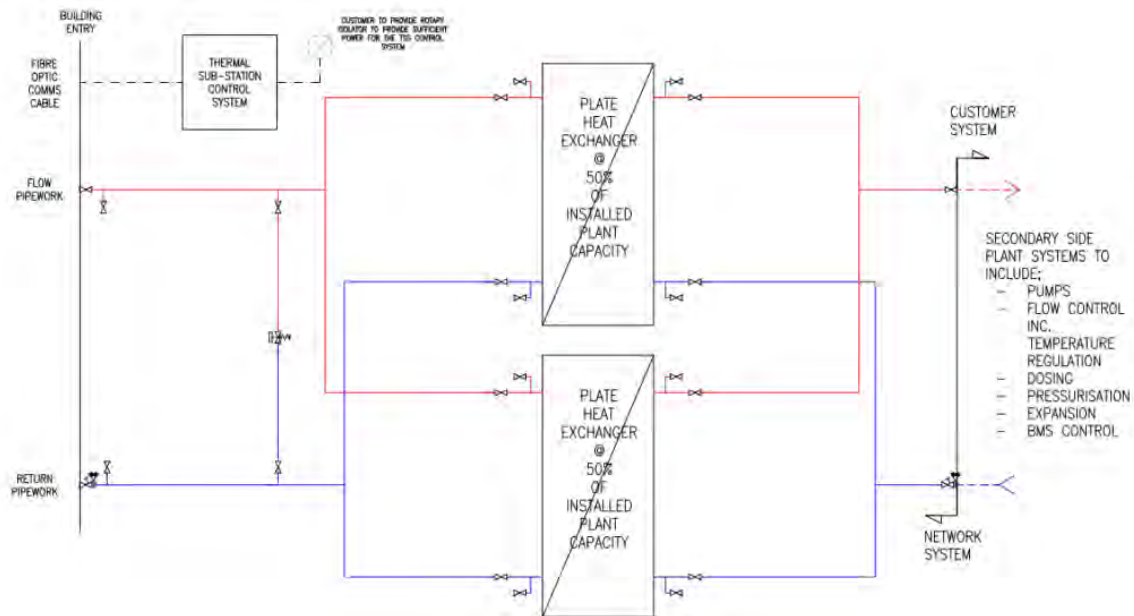 BUILDING
ENTRY
CUSTOMER TO PROVIDE ROTARY
ISOLATOR TO PROVIDE SUFFICIENT
POWER FOR THE TSS CONTROL
SYSTEM
FIBRE
OPTIC
COMMS
CABLE
THERMAL
SUB-STATION
CONTROL
SYSTEM
PLATE
HEAT
EXCHANGER
@
50%
OF
INSTALLED
PLANT
CAPACITY
CUSTOMER
SYSTEM
FLOW
PIPEWORK
SECONDARY SIDE
PLANT SYSTEMS TO
INCLUDE;
- PUMPS
- FLOW CONTROL
INC.
TEMPERATURE
REGULATION
- DOSING
- PRESSURISATION
- EXPANSION
- BMS CONTROL
PLATE
HEAT
EXCHANGER
@
50%
OF
INSTALLED
PLANT
CAPACITY
RETURN
PIPEWORK
NETWORK
SYSTEM